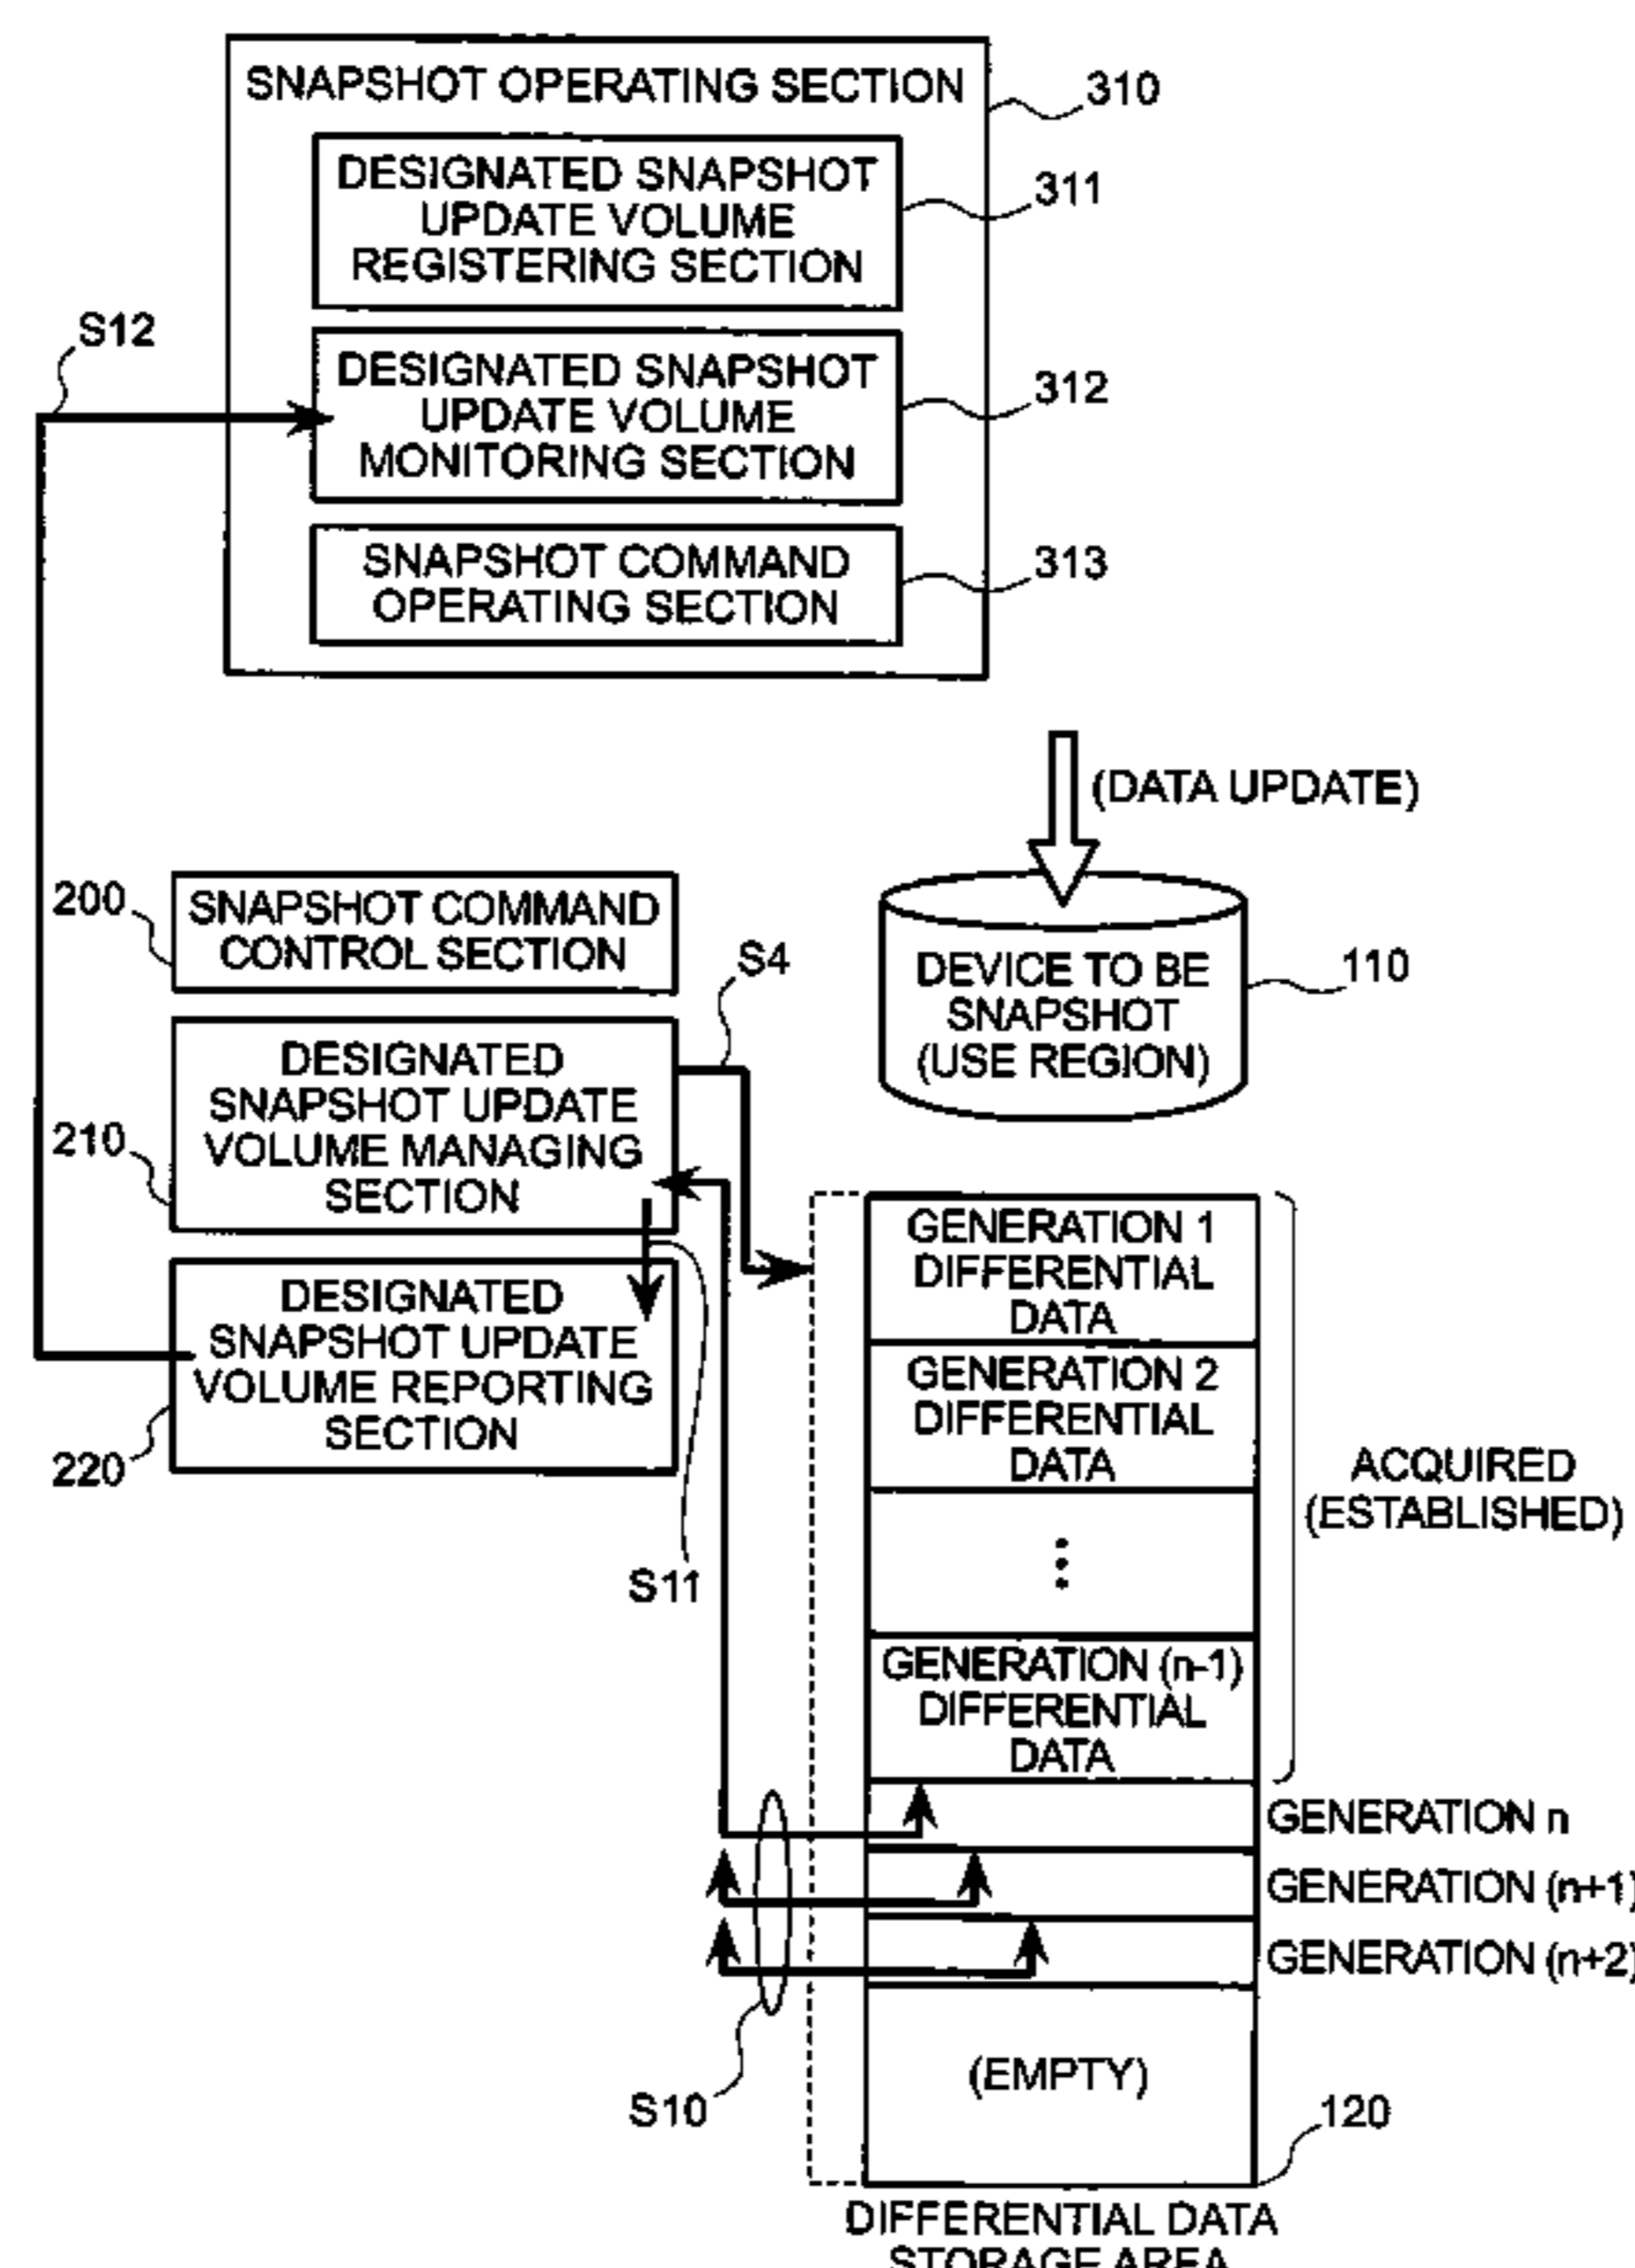 SNAPSHOT OPERATING SECTION
310
DESIGNATED SNAPSHOT
UPDATE VOLUME
REGISTERING SECTION
311
S12
DESIGNATED SNAPSHOT
UPDATE VOLUME
MONITORING SECTION
312
SNAPSHOT COMMAND
OPERATING SECTION
313
(DATA UPDATE)
200
SNAPSHOT COMMAND
CONTROL SECTION
S4
DEVICE TO BE
SNAPSHOT
(USE REGION)
110
DESIGNATED
SNAPSHOT UPDATE
VOLUME MANAGING
SECTION
210
GENERATION 1
DIFFERENTIAL
DATA
DESIGNATED
SNAPSHOT UPDATE
VOLUME REPORTING
SECTION
220
GENERATION 2
DIFFERENTIAL
DATA
ACQUIRED
(ESTABLISHED)
S11
GENERATION (n-1)
DIFFERENTIAL
DATA
GENERATION n
GENERATION (n+1)
GENERATION (n+2)
S10
(EMPTY)
120
DIFFERENTIAL DATA
STORAGE AREA